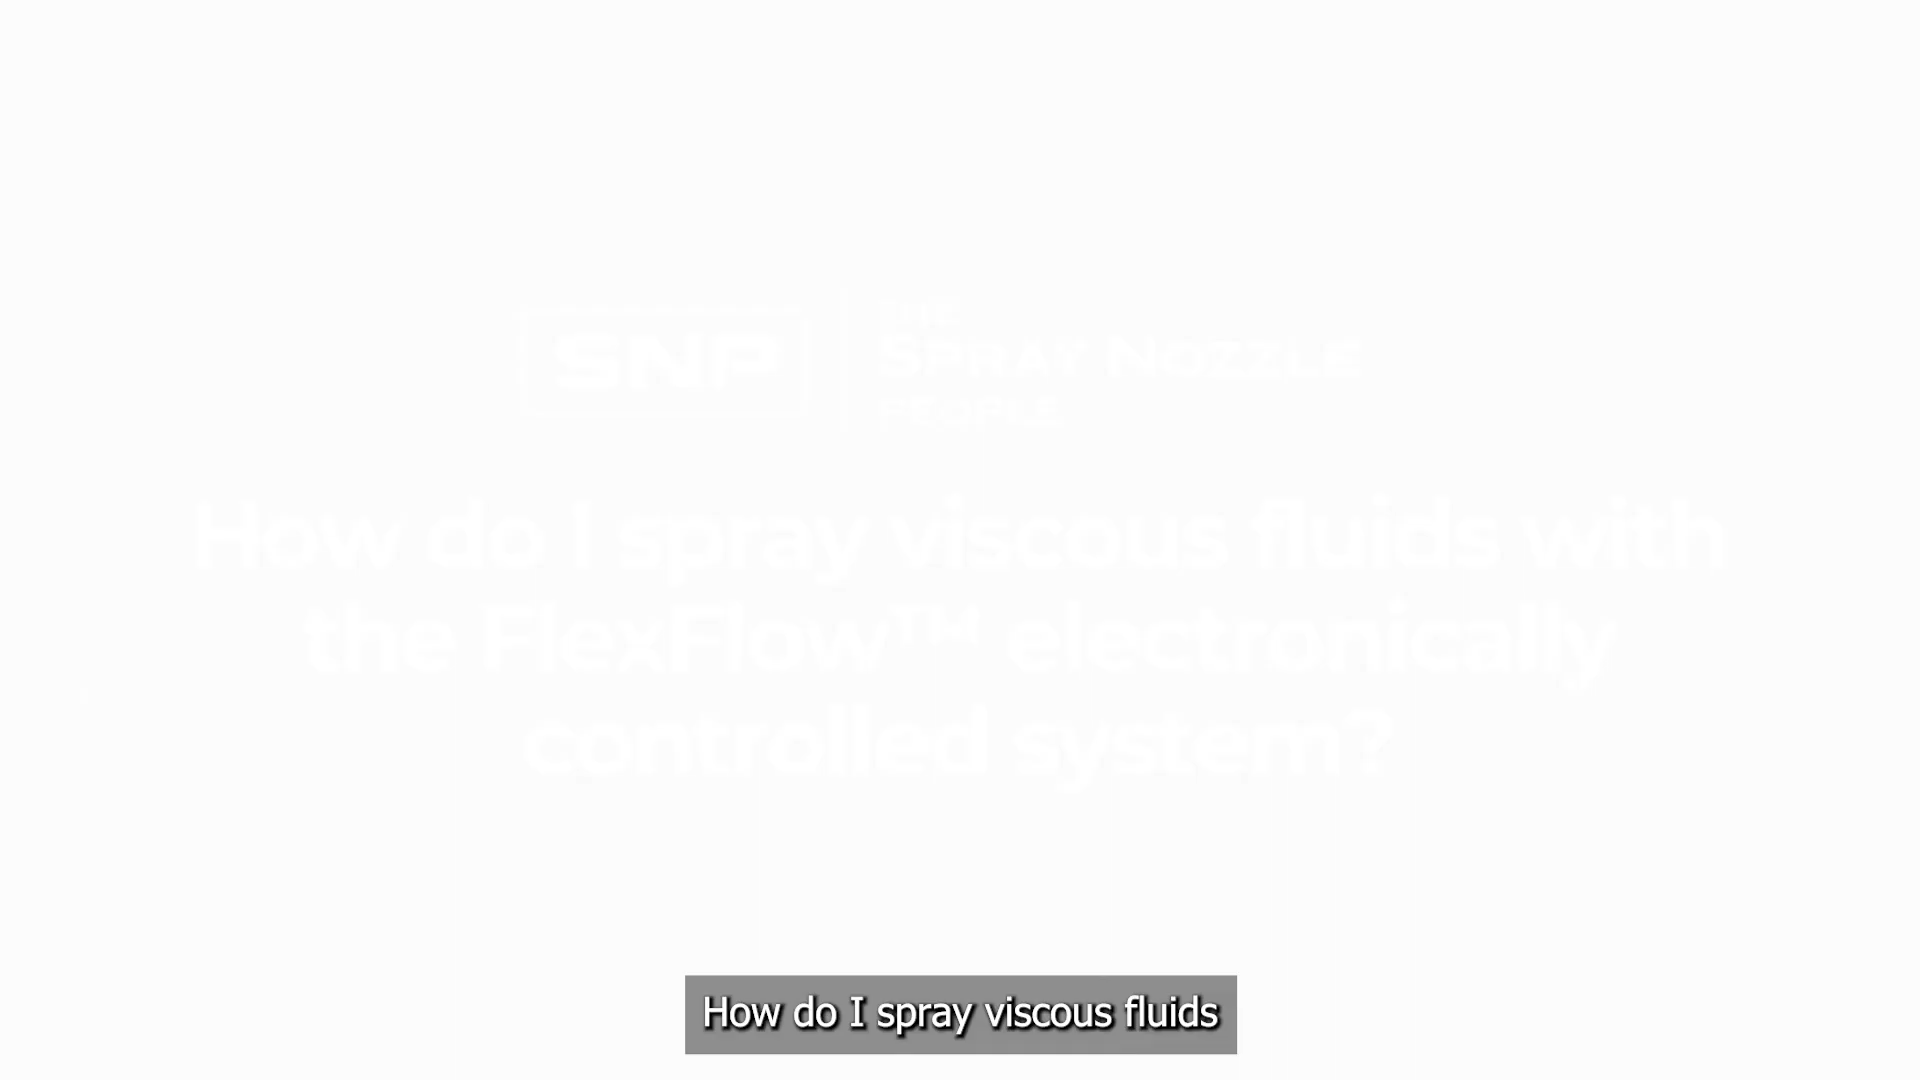 SNP
THE
SPRAY NOZZLE
PEOPLE
How do I spray viscous fluids with
the FlexFlow™ electronically
controlled system?
How do I spray viscous fluids